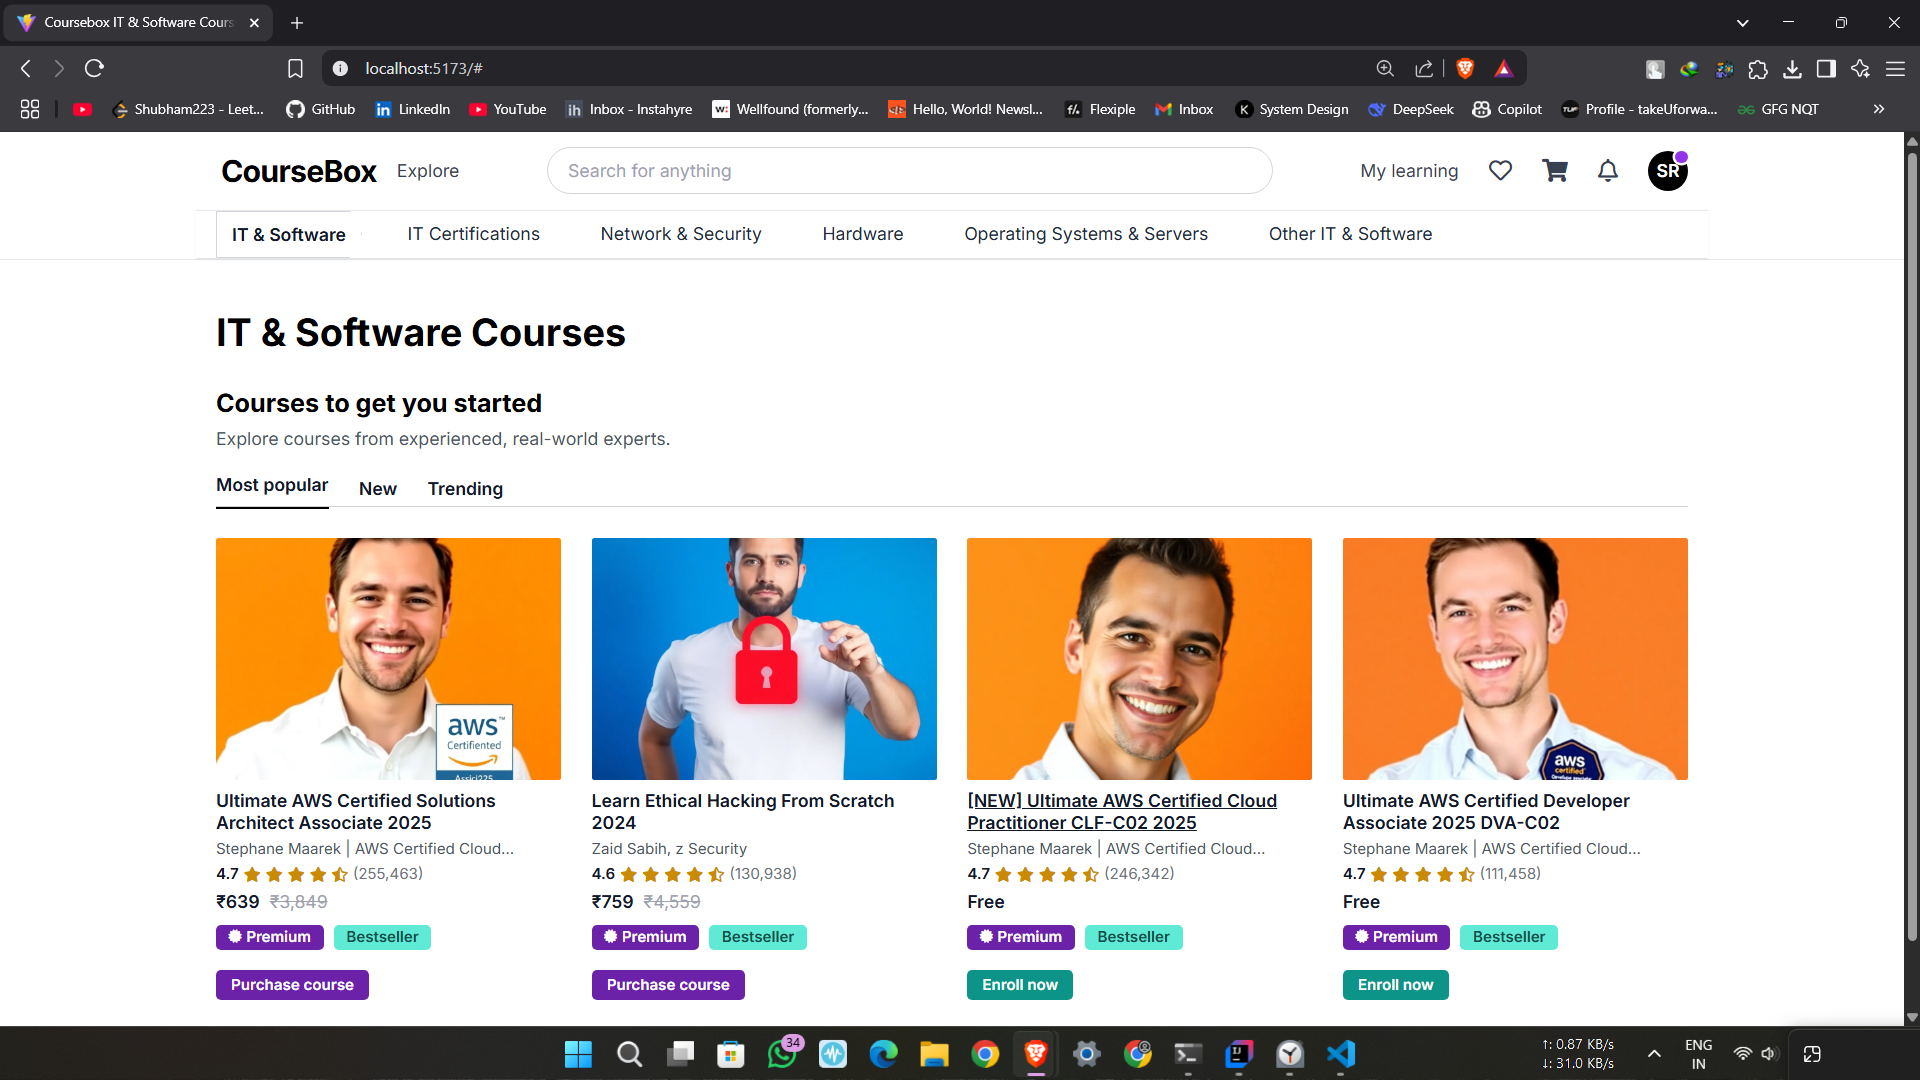 Coursebox IT & Software Cours
localhost:5173/#
Shubham223 - Leet...
GitHub
LinkedIn
YouTube
Inbox - Instahyre
Wellfound (formerly...
Hello, World! Newsl...
Flexiple
Inbox
System Design
DeepSeek
Copilot
Profile - takeUforwa...
GFG NQT
CourseBox
Explore
Search for anything
My learning
SR
IT & Software
IT Certifications
Network & Security
Hardware
Operating Systems & Servers
Other IT & Software
IT & Software Courses
Courses to get you started
Explore courses from experienced, real-world experts.
Most popular
New
Trending
aws™
Certifiented
Assici225
Ultimate AWS Certified Solutions
Architect Associate 2025
Stephane Maarek | AWS Certified Cloud...
4.7 (255,463)
₹639 ₹3,849
Premium
Bestseller
Purchase course
Learn Ethical Hacking From Scratch
2024
Zaid Sabih, z Security
4.6 (130,938)
₹759 ₹4,559
Premium
Bestseller
Purchase course
[NEW] Ultimate AWS Certified Cloud
Practitioner CLF-C02 2025
Stephane Maarek | AWS Certified Cloud...
4.7 (246,342)
Free
Premium
Bestseller
Enroll now
aws
certified
Ultimate AWS Certified Developer
Associate 2025 DVA-C02
Stephane Maarek | AWS Certified Cloud...
4.7 (111,458)
Free
Premium
Bestseller
Enroll now
34
↑: 0.87 KB/s
↓: 31.0 KB/s
ENG
IN